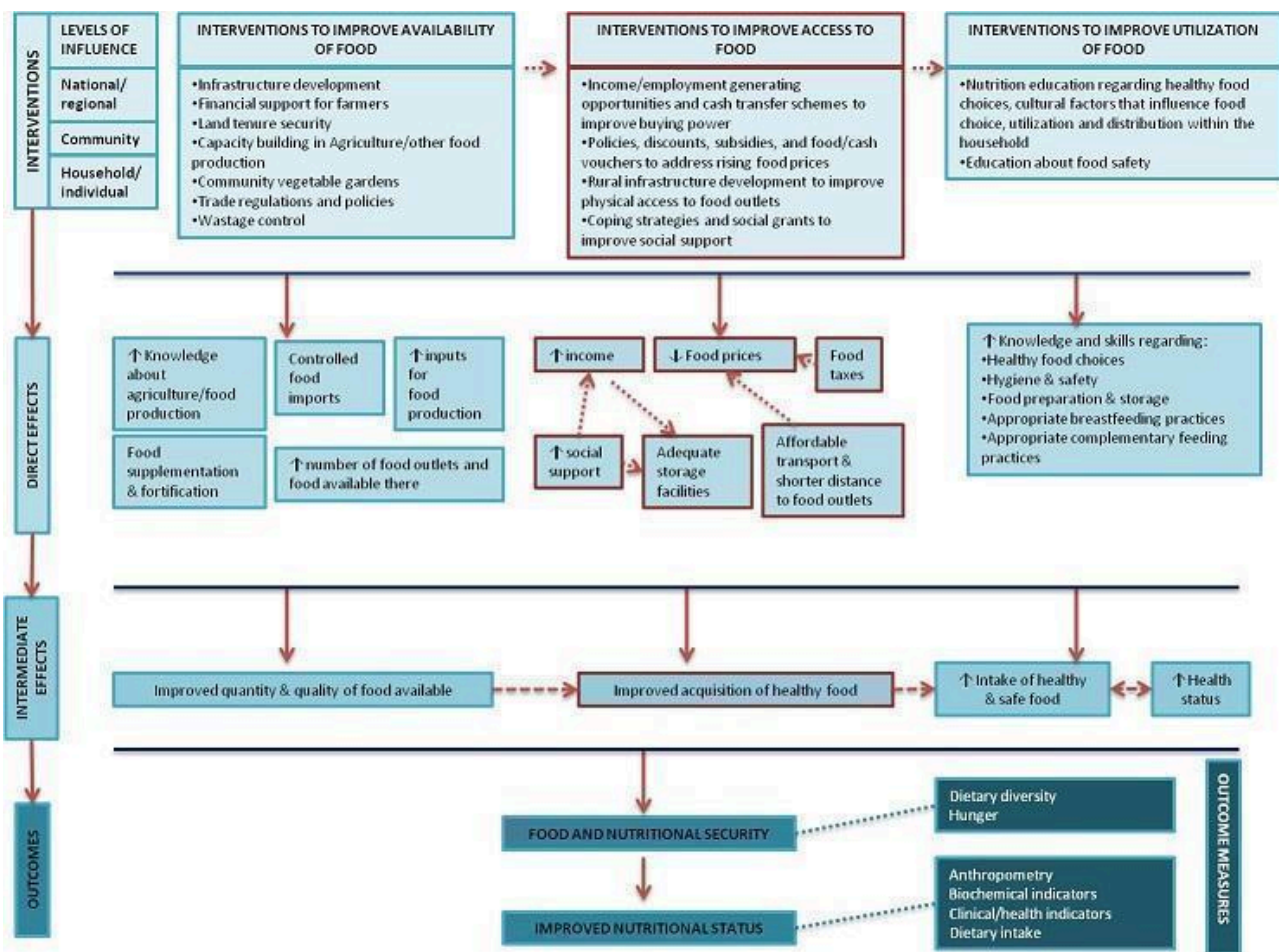 INTERVENTIONS
LEVELS OF
INFLUENCE
National/
regional
Community
Household/
individual
INTERVENTIONS TO IMPROVE AVAILABILITY
OF FOOD
•Infrastructure development
•Financial support for farmers
•Land tenure security
•Capacity building in Agriculture/other food
production
•Community vegetable gardens
•Trade regulations and policies
•Wastage control
INTERVENTIONS TO IMPROVE ACCESS TO
FOOD
•Income/employment generating
opportunities and cash transfer schemes to
improve buying power
•Policies, discounts, subsidies, and food/cash
vouchers to address rising food prices
•Rural infrastructure development to improve
physical access to food outlets
•Coping strategies and social grants to
improve social support
INTERVENTIONS TO IMPROVE UTILIZATION
OF FOOD
•Nutrition education regarding healthy food
choices, cultural factors that influence food
choice, utilization and distribution within the
household
•Education about food safety
DIRECT EFFECTS
↑ Knowledge
about
agriculture/food
production
Controlled
food
imports
↑ inputs
for
food
production
Food
supplementation
& fortification
↑ number of food outlets and
food available there
↑ income
↓ Food prices
Food
taxes
↑ social
support
Adequate
storage
facilities
Affordable
transport &
shorter distance
to food outlets
↑ Knowledge and skills regarding:
•Healthy food choices
•Hygiene & safety
•Food preparation & storage
•Appropriate breastfeeding practices
•Appropriate complementary feeding
practices
INTERMEDIATE
EFFECTS
Improved quantity & quality of food available
Improved acquisition of healthy food
↑ Intake of healthy
& safe food
↑ Health
status
OUTCOMES
FOOD AND NUTRITIONAL SECURITY
IMPROVED NUTRITIONAL STATUS
Dietary diversity
Hunger
Anthropometry
Biochemical indicators
Clinical/health indicators
Dietary intake
OUTCOME MEASURES